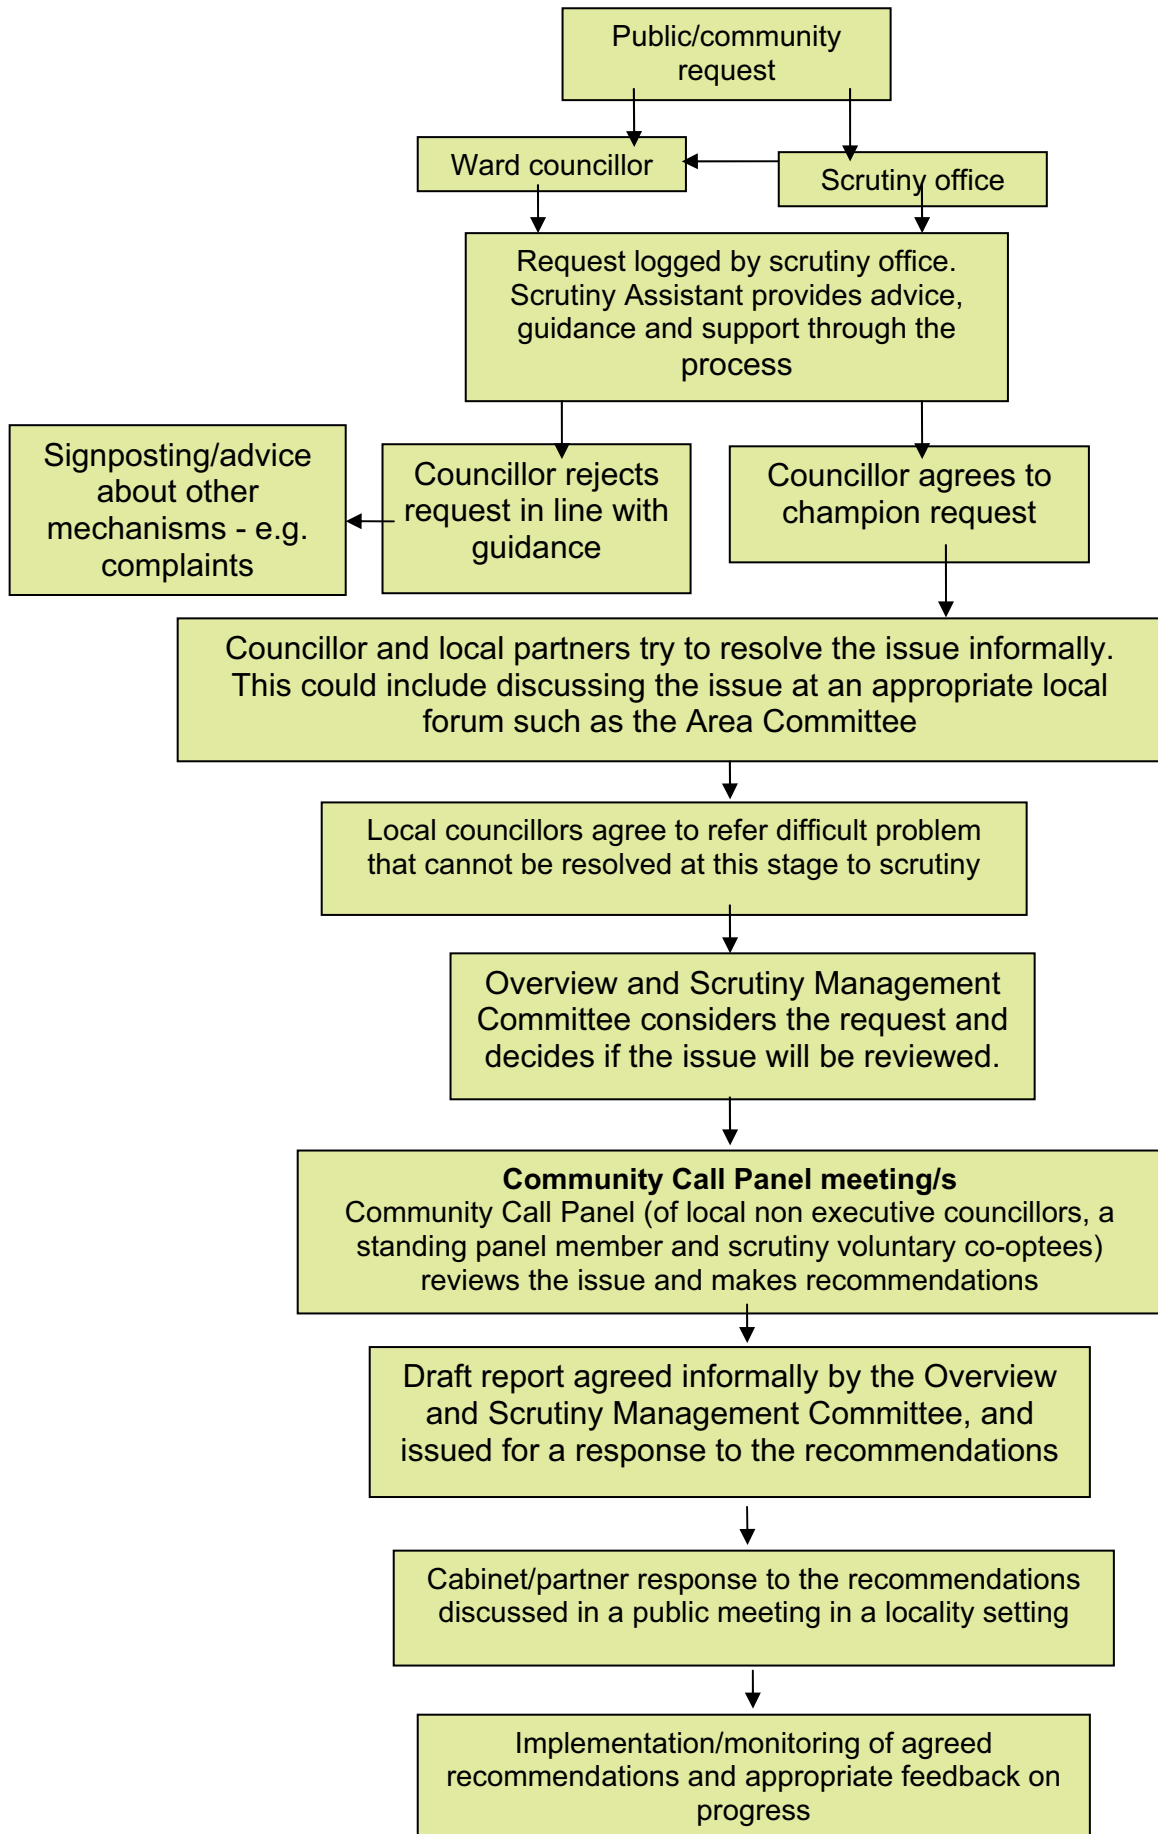 Public/community
request
Ward councillor
Scrutiny office
Request logged by scrutiny office.
Scrutiny Assistant provides advice,
guidance and support through the
process
Signposting/advice
about other
mechanisms - e.g.
complaints
Councillor rejects
request in line with
guidance
Councillor agrees to
champion request
Councillor and local partners try to resolve the issue informally.
This could include discussing the issue at an appropriate local
forum such as the Area Committee
Local councillors agree to refer difficult problem
that cannot be resolved at this stage to scrutiny
Overview and Scrutiny Management
Committee considers the request and
decides if the issue will be reviewed.
Community Call Panel meeting/s
Community Call Panel (of local non executive councillors, a
standing panel member and scrutiny voluntary co-optees)
reviews the issue and makes recommendations
Draft report agreed informally by the Overview
and Scrutiny Management Committee, and
issued for a response to the recommendations
Cabinet/partner response to the recommendations
discussed in a public meeting in a locality setting
Implementation/monitoring of agreed
recommendations and appropriate feedback on
progress